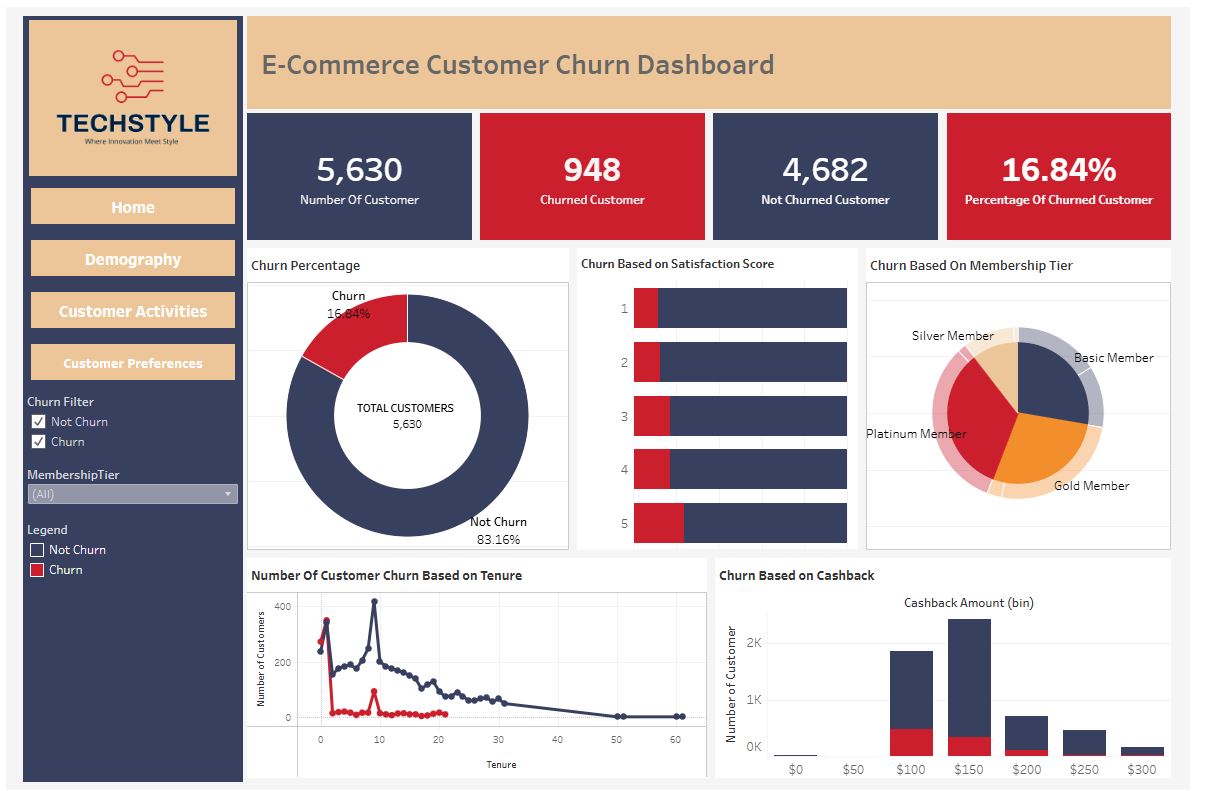 TECHSTYLE
Where Innovation Meet Style
Home
Demography
Customer Activities
Customer Preferences
Churn Filter
Not Churn
Churn
MembershipTier
(All)
Legend
Not Churn
Churn
E-Commerce Customer Churn Dashboard
5,630
Number Of Customer
948
Churned Customer
4,682
Not Churned Customer
16.84%
Percentage Of Churned Customer
Churn Percentage
Churn
16.84%
TOTAL CUSTOMERS
5,630
Not Churn
83.16%
Churn Based on Satisfaction Score
1
2
3
4
5
Churn Based On Membership Tier
Silver Member
Basic Member
Platinum Member
Gold Member
Number Of Customer Churn Based on Tenure
Number of Customers
400
200
0
0 10 20 30 40 50 60
Tenure
Churn Based on Cashback
Cashback Amount (bin)
Number of Customer
2K
1K
0K
$0 $50 $100 $150 $200 $250 $300